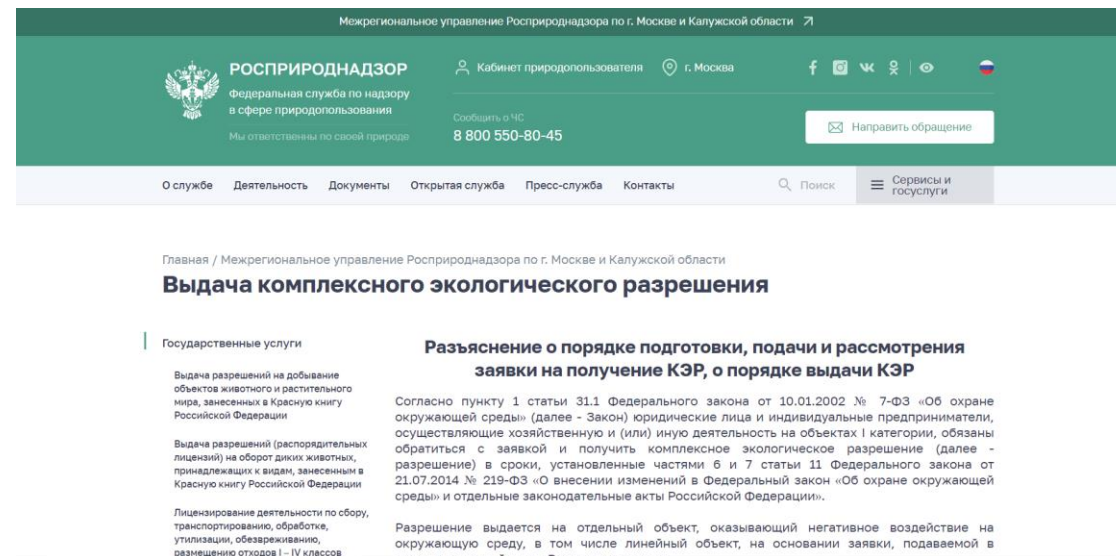 Межрегиональное управление Росприроднадзора по г. Москве и Калужской области
РОСПРИРОДНАДЗОР
Федеральная служба по надзору
в сфере природопользования
Мы ответственны по своей природе
Кабинет природопользователя
г. Москва
Сообщить о ЧС
8 800 550-80-45
Направить обращение
О службе Деятельность Документы Открытая служба Пресс-служба Контакты
Поиск
Сервисы и
госуслуги
Главная / Межрегиональное управление Росприроднадзора по г. Москве и Калужской области
Выдача комплексного экологического разрешения
Государственные услуги
Выдача разрешений на добывание
объектов животного и растительного
мира, занесенных в Красную книгу
Российской Федерации
Выдача разрешений (распорядительных
лицензий) на оборот диких животных,
принадлежащих к видам, занесенным в
Красную книгу Российской Федерации
Лицензирование деятельности по сбору,
транспортированию, обработке,
утилизации, обезвреживанию,
размещению отходов I – IV классов
Разъяснение о порядке подготовки, подачи и рассмотрения
заявки на получение КЭР, о порядке выдачи КЭР
Согласно пункту 1 статьи 31.1 Федерального закона от 10.01.2002 № 7-ФЗ «Об охране
окружающей среды» (далее - Закон) юридические лица и индивидуальные предприниматели,
осуществляющие хозяйственную и (или) иную деятельность на объектах I категории, обязаны
обратиться с заявкой и получить комплексное экологическое разрешение (далее -
разрешение) в сроки, установленные частями 6 и 7 статьи 11 Федерального закона от
21.07.2014 № 219-ФЗ «О внесении изменений в Федеральный закон «Об охране окружающей
среды» и отдельные законодательные акты Российской Федерации».
Разрешение выдается на отдельный объект, оказывающий негативное воздействие на
окружающую среду, в том числе линейный объект, на основании заявки, подаваемой в